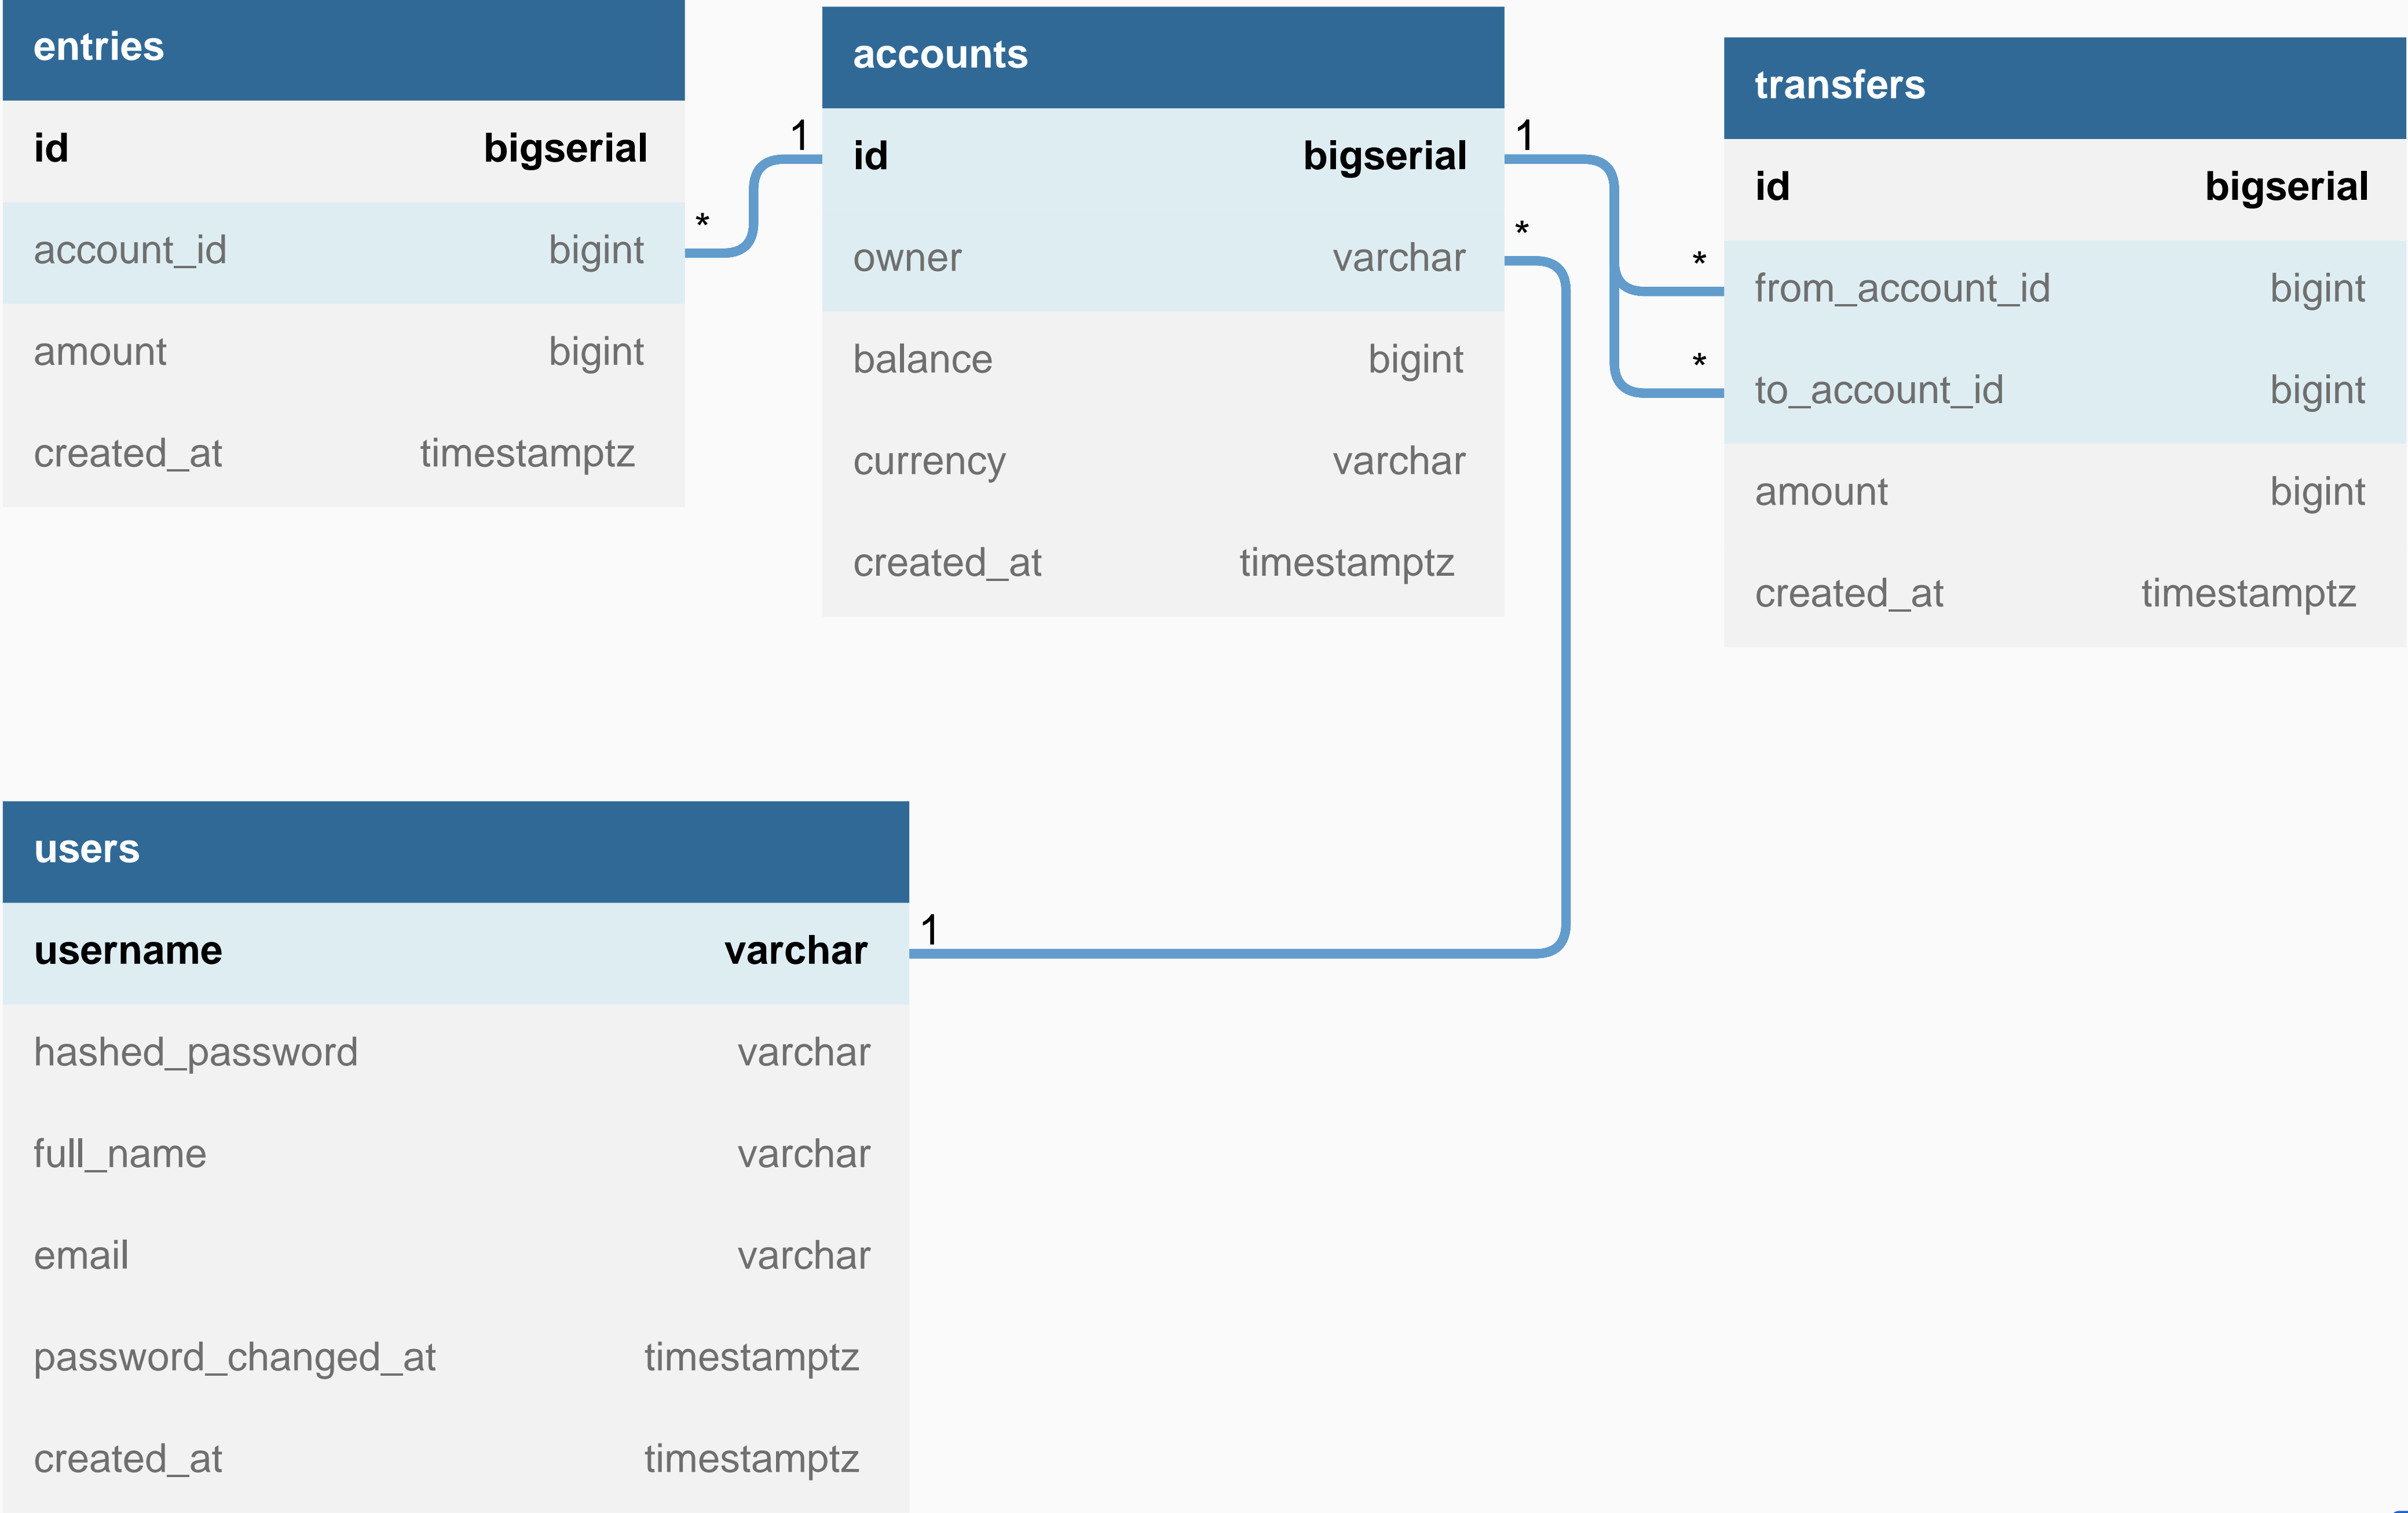 entries
id bigserial
account_id bigint
amount bigint
created_at timestamptz
accounts
id bigserial
owner varchar
balance bigint
currency varchar
created_at timestamptz
transfers
id bigserial
from_account_id bigint
to_account_id bigint
amount bigint
created_at timestamptz
1
*
1
*
*
*
users
username varchar
hashed_password varchar
full_name varchar
email varchar
password_changed_at timestamptz
created_at timestamptz
1